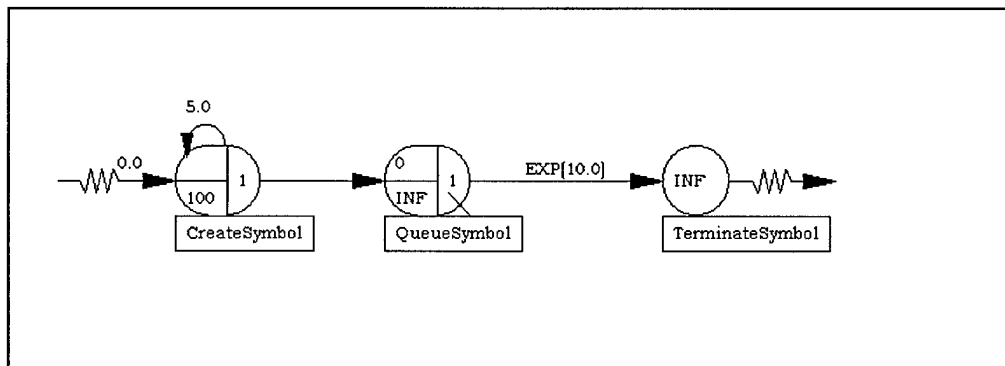 5.0
0.0
1
100
CreateSymbol
0
INF
1
QueueSymbol
EXP[10.0]
INF
TerminateSymbol